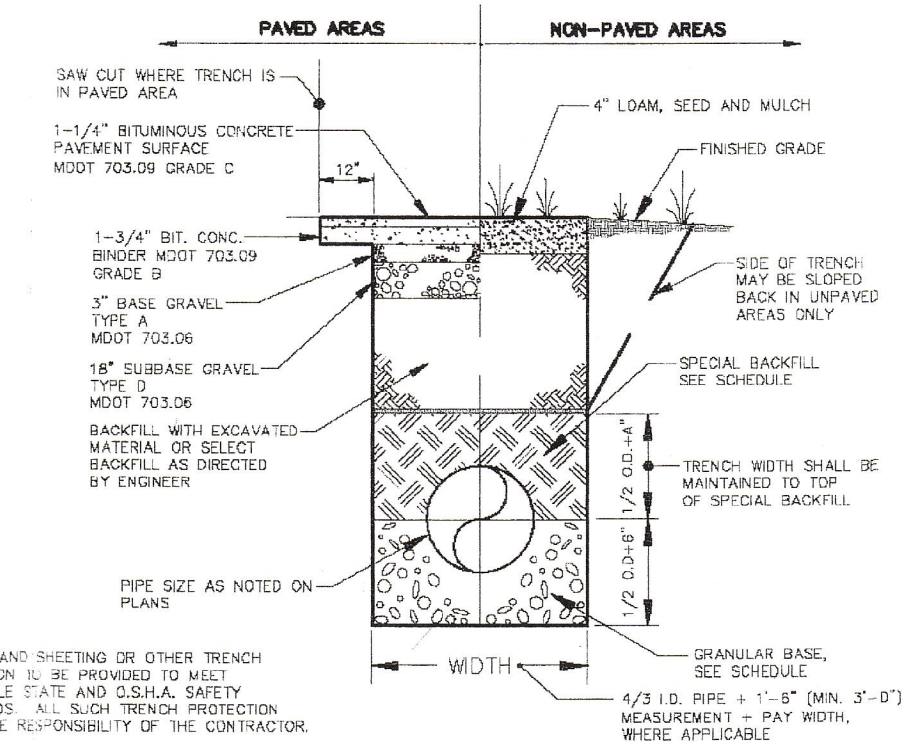 PAVED AREAS
NON-PAVED AREAS
SAW CUT WHERE TRENCH IS
IN PAVED AREA
1-1/4" BITUMINOUS CONCRETE
PAVEMENT SURFACE
MDOT 703.09 GRADE C
12"
4" LOAM, SEED AND MULCH
FINISHED GRADE
1-3/4" BIT. CONC.
BINDER MDOT 703.09
GRADE B
3" BASE GRAVEL
TYPE A
MDOT 703.06
18" SUBBASE GRAVEL
TYPE D
MDOT 703.06
BACKFILL WITH EXCAVATED
MATERIAL OR SELECT
BACKFILL AS DIRECTED
BY ENGINEER
SIDE OF TRENCH
MAY BE SLOPED
BACK IN UNPAVED
AREAS ONLY
SPECIAL BACKFILL
SEE SCHEDULE
1/2 O.D.+A"
TRENCH WIDTH SHALL BE
MAINTAINED TO TOP
OF SPECIAL BACKFILL
1/2 O.D+6"
PIPE SIZE AS NOTED ON
PLANS
GRANULAR BASE,
SEE SCHEDULE
WIDTH
4/3 I.D. PIPE + 1'-6" (MIN. 3'-0")
MEASUREMENT + PAY WIDTH,
WHERE APPLICABLE
AND SHEETING OR OTHER TRENCH
ON TO BE PROVIDED TO MEET
LE STATE AND O.S.H.A. SAFETY
DS. ALL SUCH TRENCH PROTECTION
E RESPONSIBILITY OF THE CONTRACTOR.